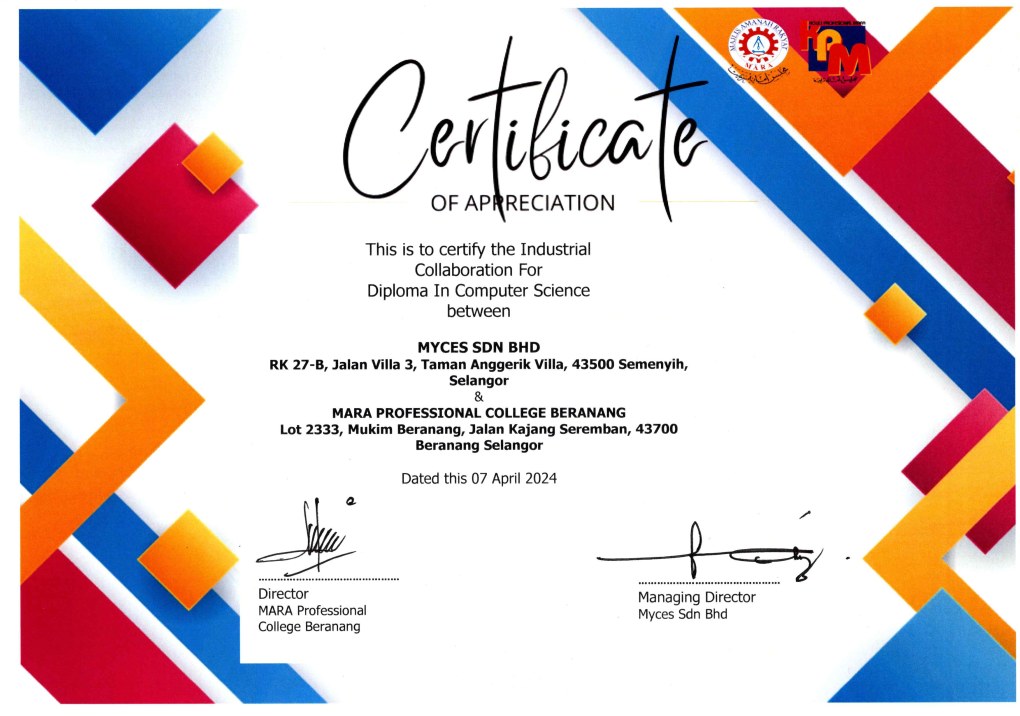 MAJLIS AMANAH RAKYAT
MARA
KOLEJ PROFESIONAL MARA
KPM
Certificate
OF APPRECIATION
This is to certify the Industrial
Collaboration For
Diploma In Computer Science
between
MYCES SDN BHD
RK 27-B, Jalan Villa 3, Taman Anggerik Villa, 43500 Semenyih,
Selangor
&
MARA PROFESSIONAL COLLEGE BERANANG
Lot 2333, Mukim Beranang, Jalan Kajang Seremban, 43700
Beranang Selangor
Dated this 07 April 2024
Director
MARA Professional
College Beranang
Managing Director
Myces Sdn Bhd